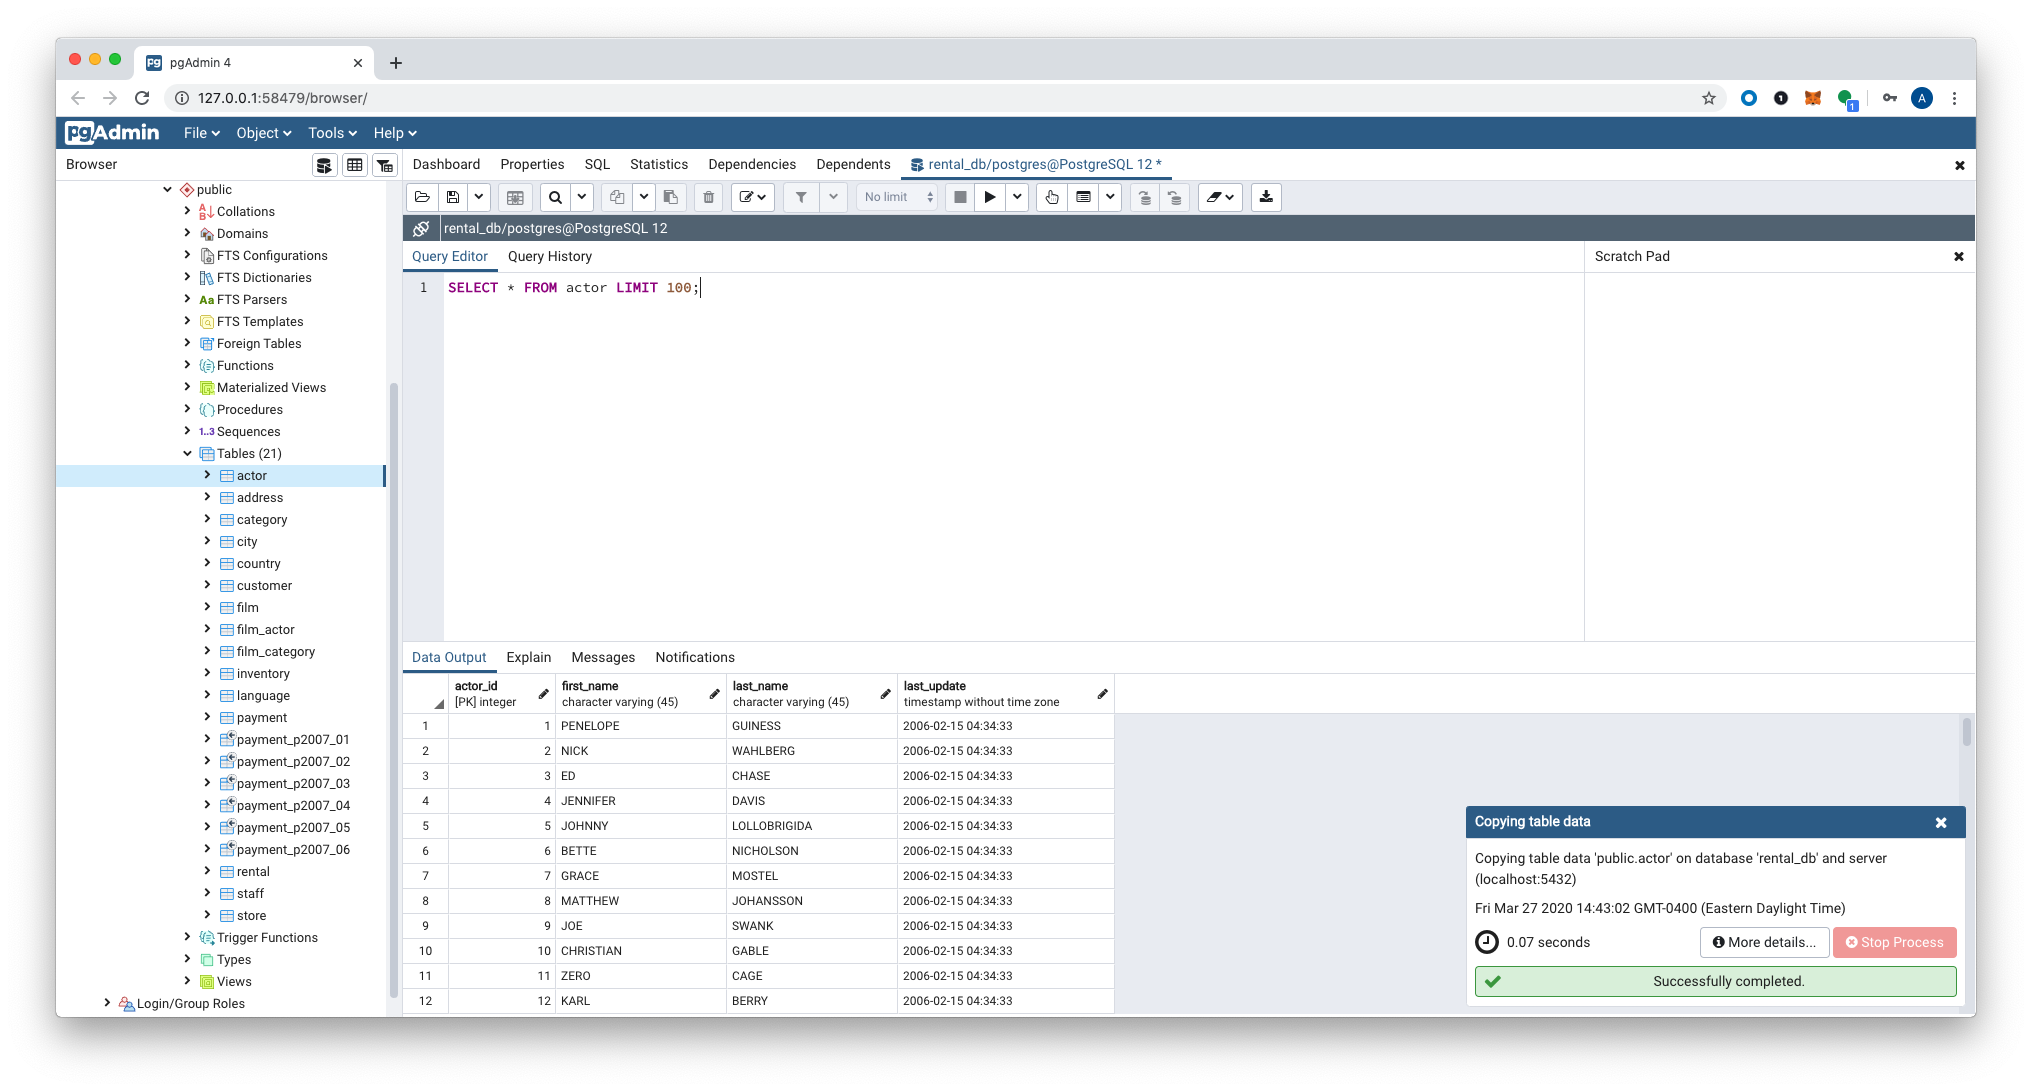 pgAdmin 4
127.0.0.1:58479/browser/
A
1
1
pgAdmin File Object Tools Help
Browser
Dashboard Properties SQL Statistics Dependencies Dependents rental_db/postgres@PostgreSQL 12 *
public
Collations
Domains
FTS Configurations
FTS Dictionaries
Aa FTS Parsers
FTS Templates
Foreign Tables
Functions
Materialized Views
Procedures
1..3 Sequences
Tables (21)
actor
address
category
city
country
customer
film
film_actor
film_category
inventory
language
payment
payment_p2007_01
payment_p2007_02
payment_p2007_03
payment_p2007_04
payment_p2007_05
payment_p2007_06
rental
staff
store
Trigger Functions
Types
Views
Login/Group Roles
No limit
rental_db/postgres@PostgreSQL 12
Query Editor Query History
Scratch Pad
1 SELECT * FROM actor LIMIT 100;
Data Output Explain Messages Notifications
actor_id first_name last_name last_update
[PK] integer character varying (45) character varying (45) timestamp without time zone
1 1 PENELOPE GUINESS 2006-02-15 04:34:33
2 2 NICK WAHLBERG 2006-02-15 04:34:33
3 3 ED CHASE 2006-02-15 04:34:33
4 4 JENNIFER DAVIS 2006-02-15 04:34:33
5 5 JOHNNY LOLLOBRIGIDA 2006-02-15 04:34:33
6 6 BETTE NICHOLSON 2006-02-15 04:34:33
7 7 GRACE MOSTEL 2006-02-15 04:34:33
8 8 MATTHEW JOHANSSON 2006-02-15 04:34:33
9 9 JOE SWANK 2006-02-15 04:34:33
10 10 CHRISTIAN GABLE 2006-02-15 04:34:33
11 11 ZERO CAGE 2006-02-15 04:34:33
12 12 KARL BERRY 2006-02-15 04:34:33
Copying table data
Copying table data 'public.actor' on database 'rental_db' and server
(localhost:5432)
Fri Mar 27 2020 14:43:02 GMT-0400 (Eastern Daylight Time)
0.07 seconds More details... Stop Process
Successfully completed.